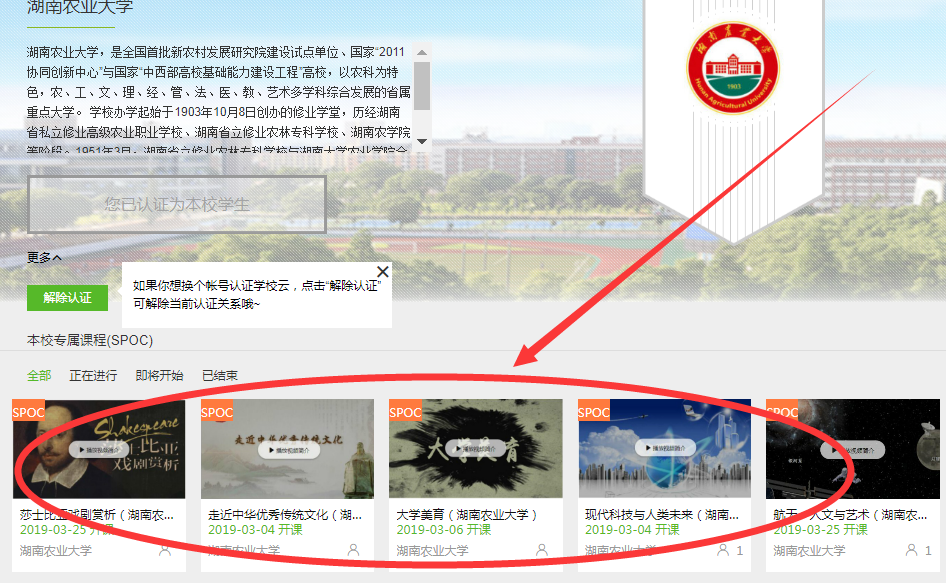 湖南农业大学
湖南农业大学，是全国首批新农村发展研究院建设试点单位、国家“2011
协同创新中心”与国家“中西部高校基础能力建设工程”高校，以农科为特
色，农、工、文、理、经、管、法、医、教、艺术多学科综合发展的省属
重点大学。 学校办学起始于1903年10月8日创办的修业学堂，历经湖南
省私立修业高级农业职业学校、湖南省立修业农林专科学校、湖南农学院
等阶段。1951年3月，湖南省立修业农林专科学校与湖南大学农业学院合
湖南农业大学
1903
Hunan Agricultural University
您已认证为本校学生
更多
解除认证
如果你想换个帐号认证学校云，点击“解除认证”
可解除当前认证关系哦~
本校专属课程(SPOC)
全部 正在进行 即将开始 已结束
SPOC
Shakespeare
莎士比亚
戏剧赏析
播放视频简介
莎士比亚戏剧赏析（湖南农...
2019-03-25 开课
湖南农业大学
SPOC
走近中华优秀传统文化
播放视频简介
走近中华优秀传统文化（湖...
2019-03-04 开课
湖南农业大学
SPOC
大学美育
播放视频简介
大学美育（湖南农业大学）
2019-03-06 开课
湖南农业大学
SPOC
播放视频简介
现代科技与人类未来（湖南...
2019-03-04 开课
湖南农业大学 1
SPOC
播放视频简介
航天、人文与艺术（湖南农...
2019-03-25 开课
湖南农业大学 1